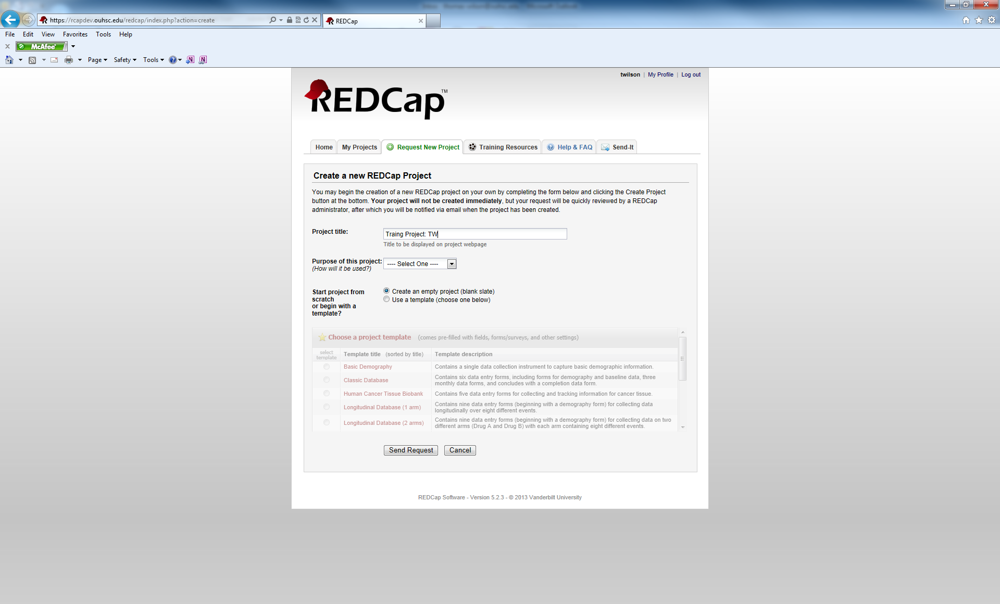 https://rcapdev.ouhsc.edu/redcap/index.php?action=create
REDCap
File Edit View Favorites Tools Help
McAfee
Page Safety Tools
twilson | My Profile | Log out
REDCap™
Home My Projects Request New Project Training Resources Help & FAQ Send-It
Create a new REDCap Project
You may begin the creation of a new REDCap project on your own by completing the form below and clicking the Create Project
button at the bottom. Your project will not be created immediately, but your request will be quickly reviewed by a REDCap
administrator, after which you will be notified via email when the project has been created.
Project title: Traing Project: TW
Title to be displayed on project webpage
Purpose of this project: ---- Select One ----
(How will it be used?)
Start project from
scratch
or begin with a
template?
Create an empty project (blank slate)
Use a template (choose one below)
Choose a project template (comes pre-filled with fields, forms/surveys, and other settings)
select
template
Template title (sorted by title) Template description
Basic Demography Contains a single data collection instrument to capture basic demographic information.
Classic Database Contains six data entry forms, including forms for demography and baseline data, three
monthly data forms, and concludes with a completion data form.
Human Cancer Tissue Biobank Contains five data entry forms for collecting and tracking information for cancer tissue.
Longitudinal Database (1 arm) Contains nine data entry forms (beginning with a demography form) for collecting data
longitudinally over eight different events.
Longitudinal Database (2 arms) Contains nine data entry forms (beginning with a demography form) for collecting data on two
different arms (Drug A and Drug B) with each arm containing eight different events.
Send Request Cancel
REDCap Software - Version 5.2.3 - © 2013 Vanderbilt University